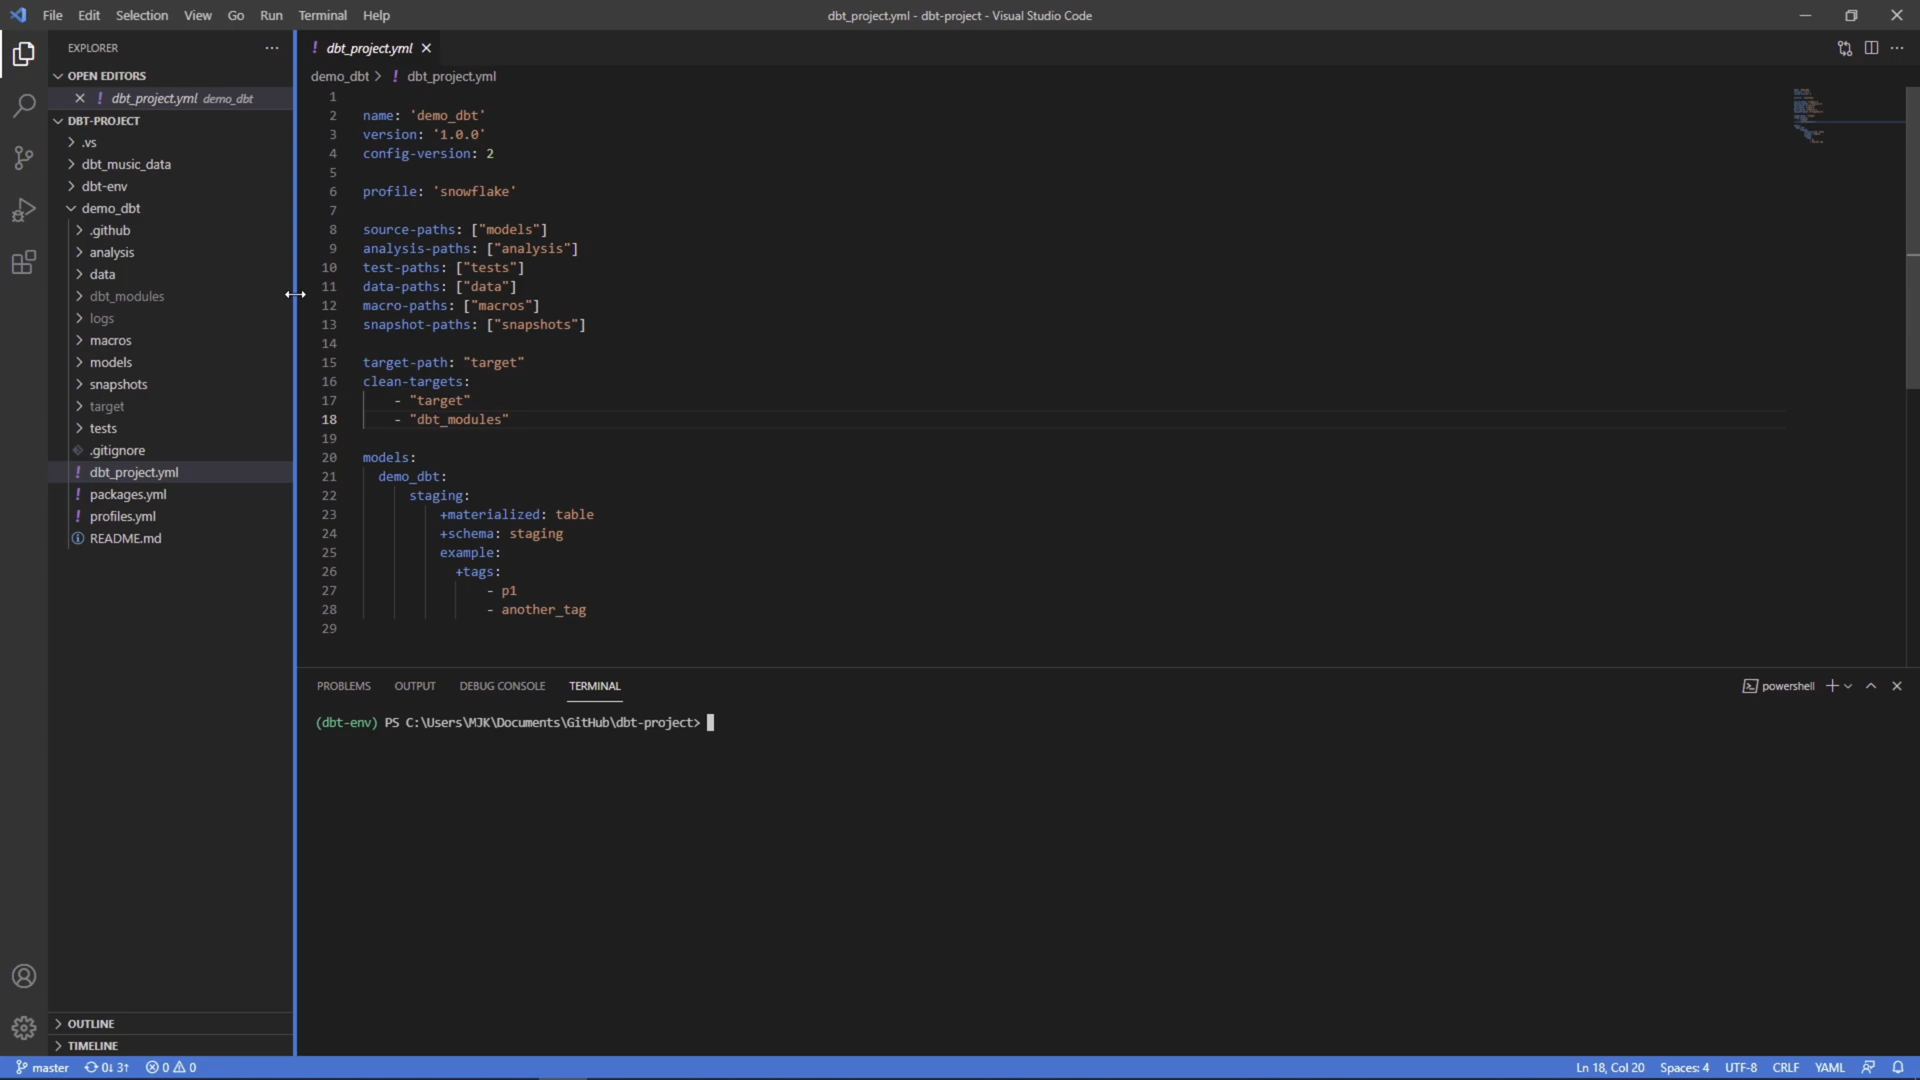 File Edit Selection View Go Run Terminal Help
dbt_project.yml - dbt-project - Visual Studio Code
EXPLORER
OPEN EDITORS
dbt_project.yml demo_dbt
DBT-PROJECT
.vs
dbt_music_data
dbt-env
demo_dbt
.github
analysis
data
dbt_modules
logs
macros
models
snapshots
target
tests
.gitignore
! dbt_project.yml
! packages.yml
! profiles.yml
README.md
OUTLINE
TIMELINE
! dbt_project.yml
demo_dbt > ! dbt_project.yml
1
2 name: 'demo_dbt'
3 version: '1.0.0'
4 config-version: 2
5
6 profile: 'snowflake'
7
8 source-paths: ["models"]
9 analysis-paths: ["analysis"]
10 test-paths: ["tests"]
11 data-paths: ["data"]
12 macro-paths: ["macros"]
13 snapshot-paths: ["snapshots"]
14
15 target-path: "target"
16 clean-targets:
17 - "target"
18 - "dbt_modules"
19
20 models:
21 demo_dbt:
22 staging:
23 +materialized: table
24 +schema: staging
25 example:
26 +tags:
27 - p1
28 - another_tag
29
PROBLEMS OUTPUT DEBUG CONSOLE TERMINAL
powershell
(dbt-env) PS C:\Users\MJK\Documents\GitHub\dbt-project>
master 0↓ 3↑ 0 0
Ln 18, Col 20 Spaces: 4 UTF-8 CRLF YAML